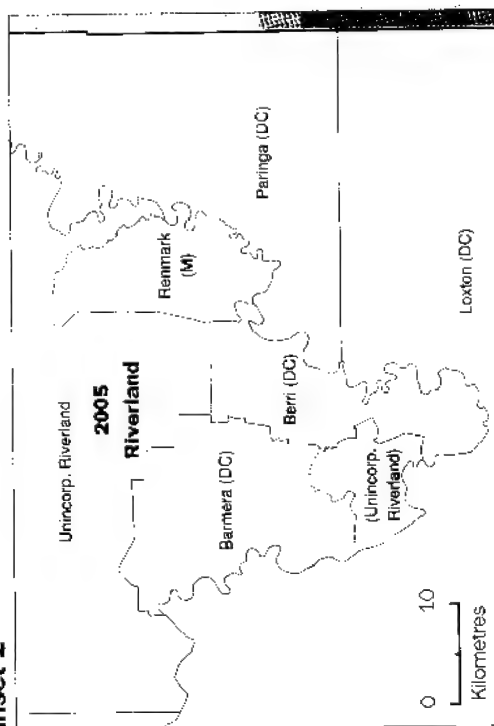 Inset 2
Unincorp. Riverland
2005
Riverland
Renmark
(M)
Paringa (DC)
Barmera (DC)
Berri (DC)
(Unincorp.
Riverland)
Loxton (DC)
0 10
Kilometres